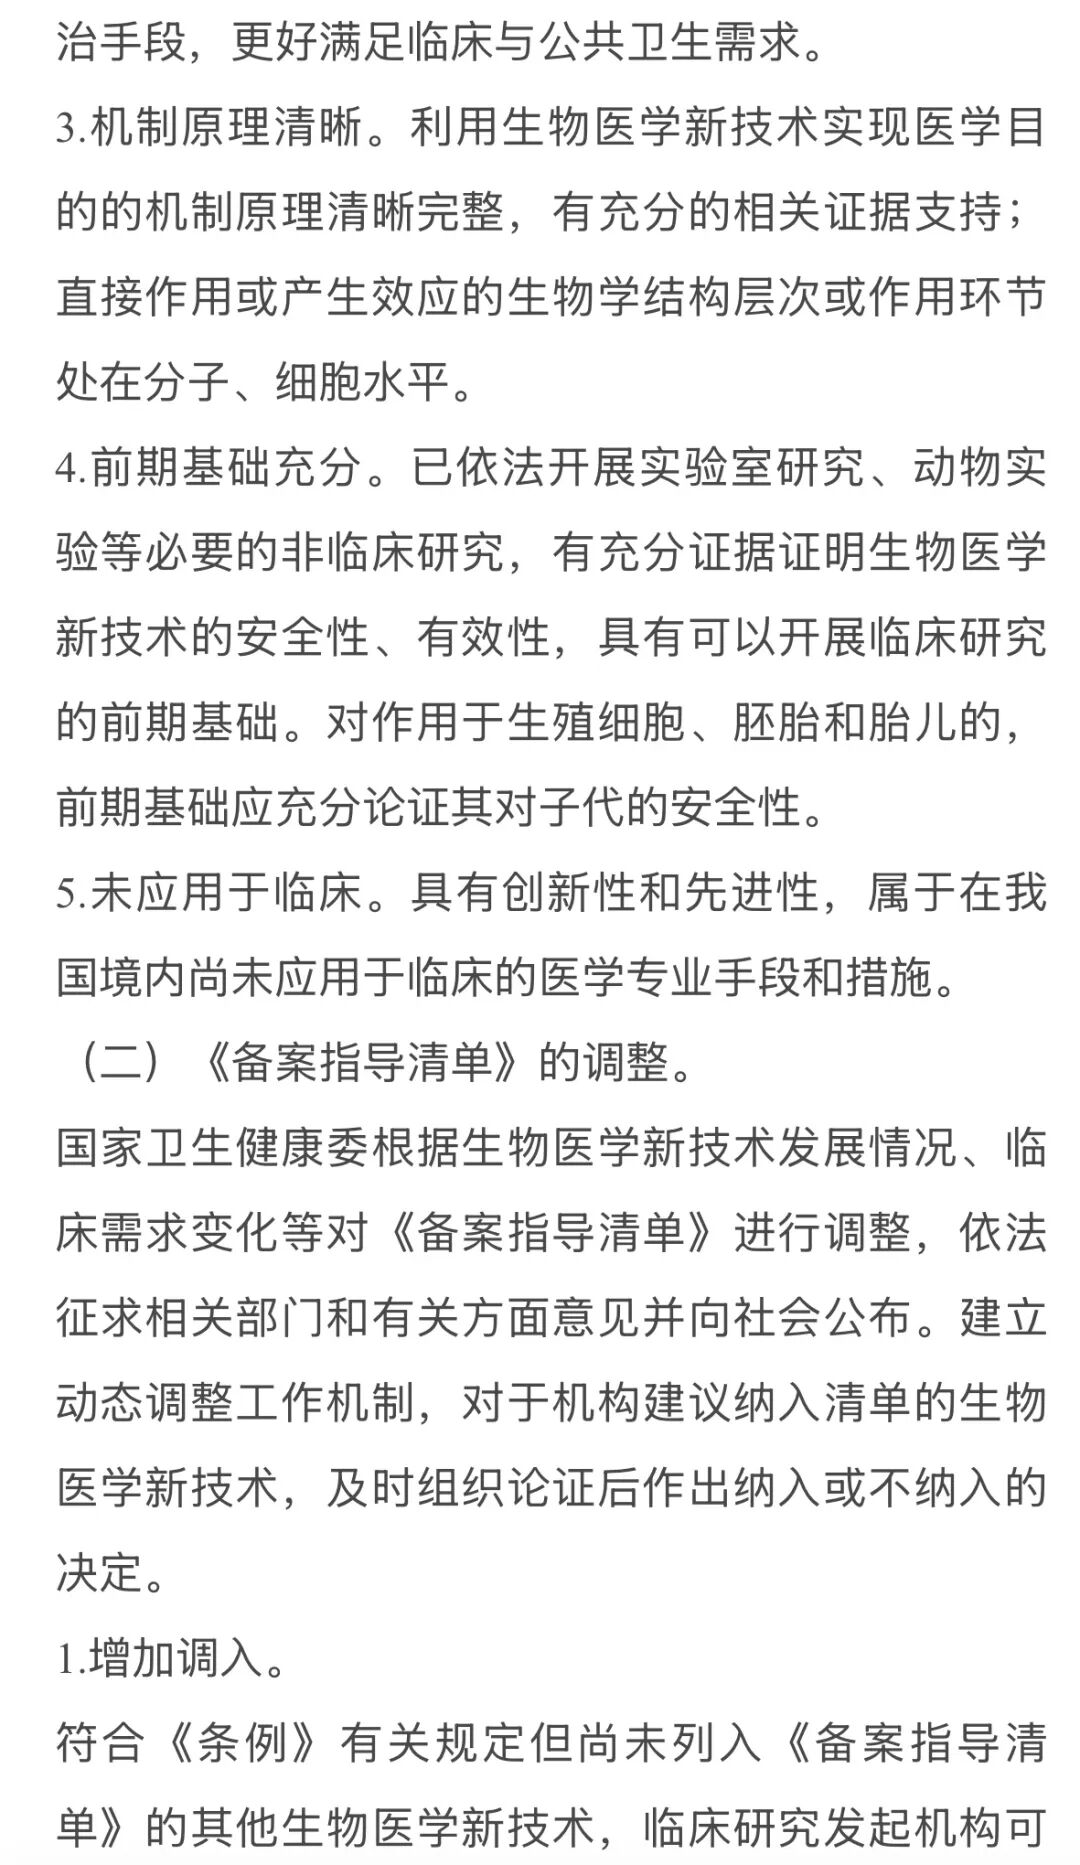 治手段，更好满足临床与公共卫生需求。
3.机制原理清晰。利用生物医学新技术实现医学目
的的机制原理清晰完整，有充分的相关证据支持；
直接作用或产生效应的生物学结构层次或作用环节
处在分子、细胞水平。
4.前期基础充分。已依法开展实验室研究、动物实
验等必要的非临床研究，有充分证据证明生物医学
新技术的安全性、有效性，具有可以开展临床研究
的前期基础。对作用于生殖细胞、胚胎和胎儿的，
前期基础应充分论证其对子代的安全性。
5.未应用于临床。具有创新性和先进性，属于在我
国境内尚未应用于临床的医学专业手段和措施。
（二）《备案指导清单》的调整。
国家卫生健康委根据生物医学新技术发展情况、临
床需求变化等对《备案指导清单》进行调整，依法
征求相关部门和有关方面意见并向社会公布。建立
动态调整工作机制，对于机构建议纳入清单的生物
医学新技术，及时组织论证后作出纳入或不纳入的
决定。
1.增加调入。
符合《条例》有关规定但尚未列入《备案指导清
单》的其他生物医学新技术，临床研究发起机构可